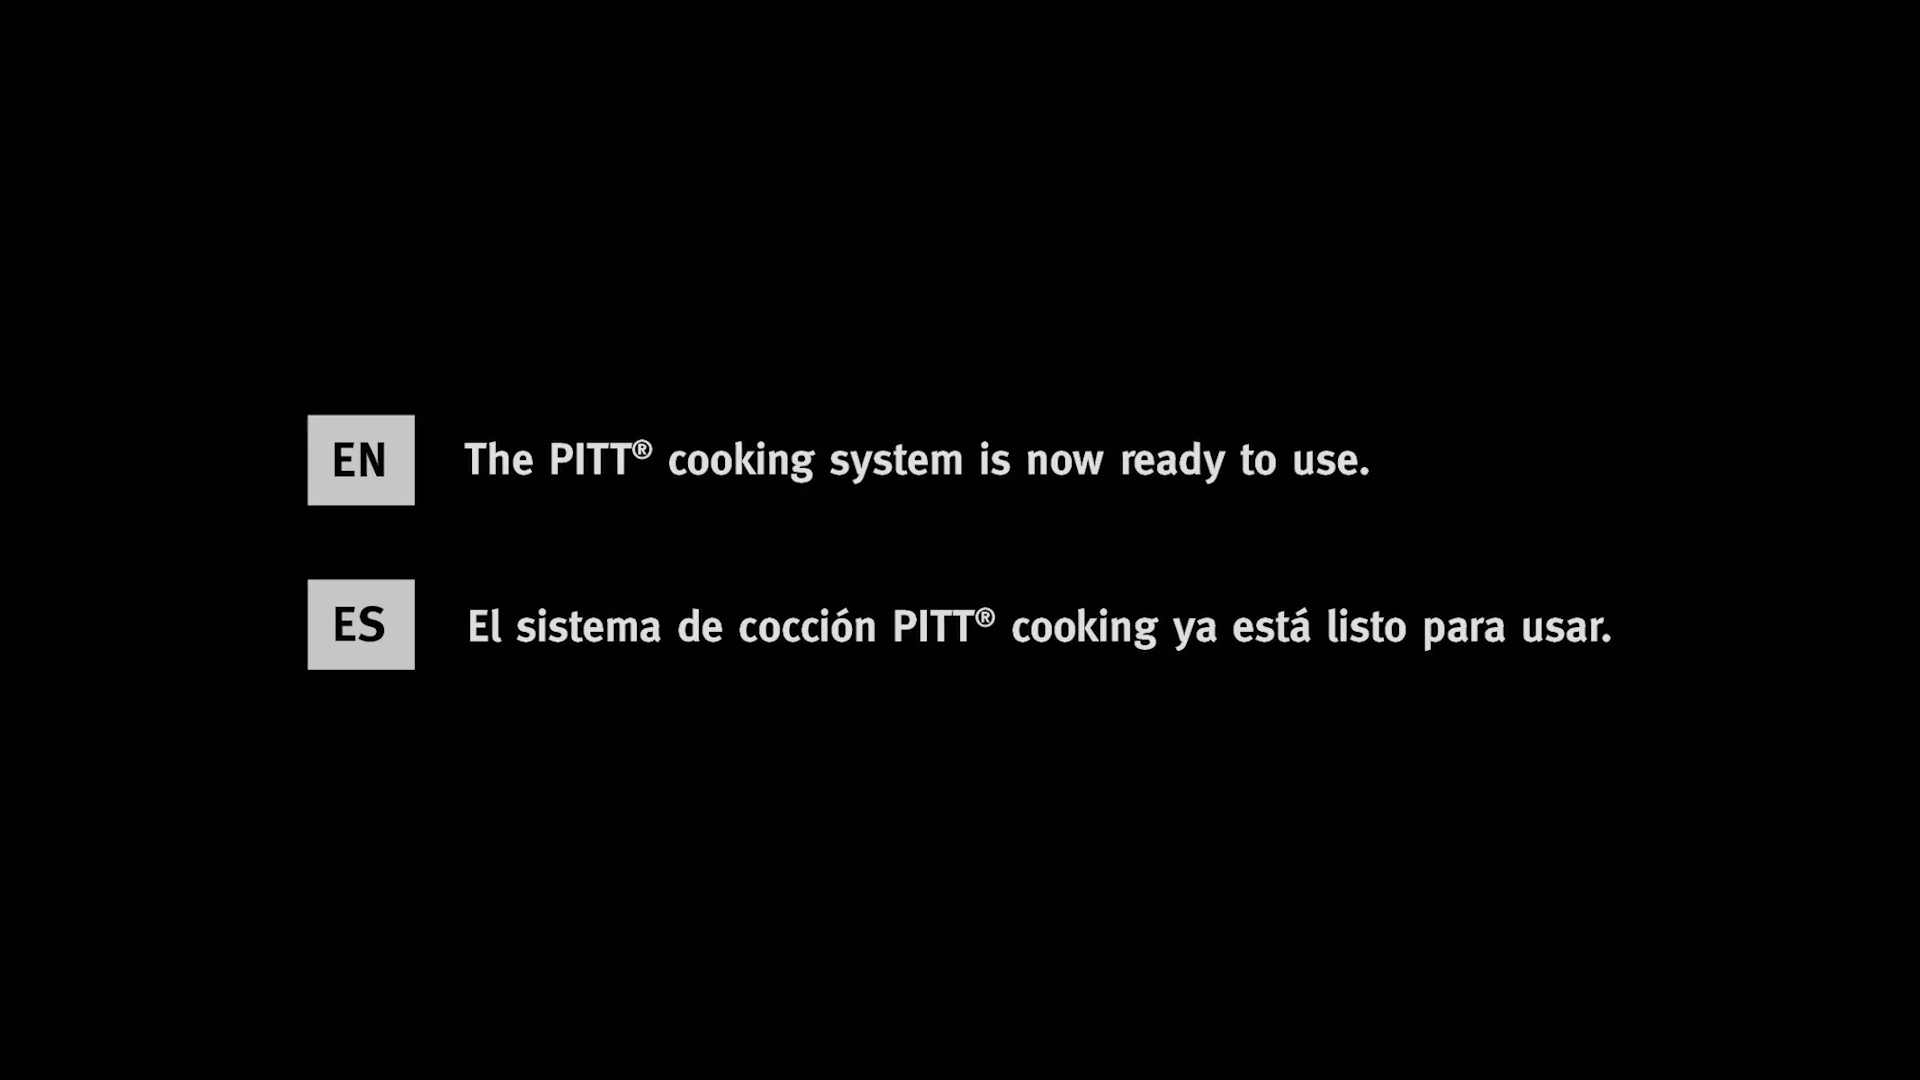 EN The PITT® cooking system is now ready to use.
ES El sistema de cocción PITT® cooking ya está listo para usar.